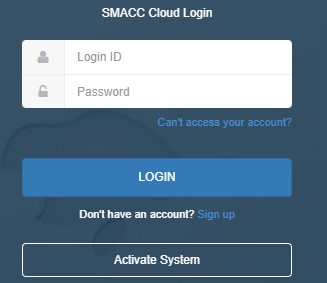 SMACC Cloud Login
Login ID
Password
Can't access your account?
LOGIN
Don't have an account? Sign up
Activate System